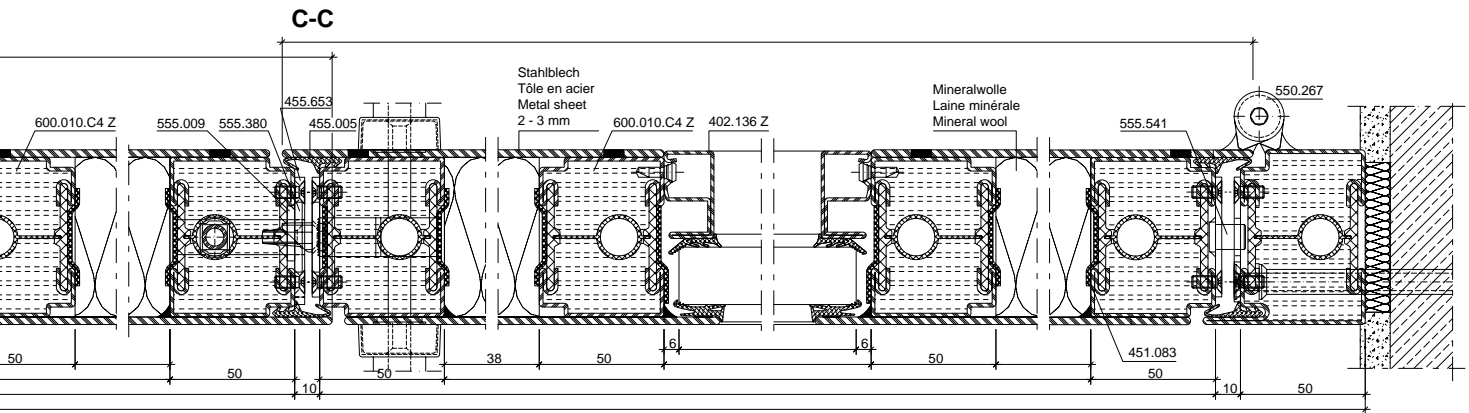 C-C
Stahlblech
Tôle en acier
Metal sheet
2 - 3 mm
Mineralwolle
Laine minérale
Mineral wool
550.267
455.653
600.010.C4 Z
555.009
555.380
455.005
600.010.C4 Z
402.136 Z
555.541
6
6
451.083
50
38
50
50
50
50
50
10
10
50